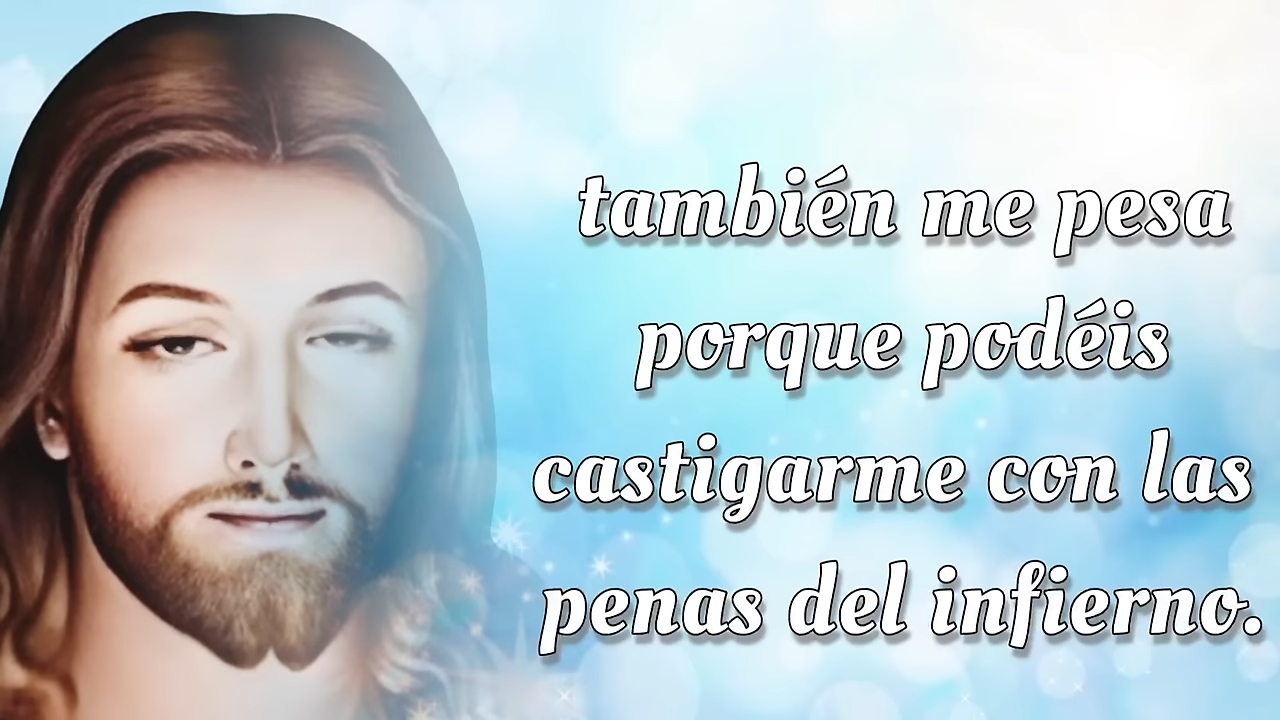 también me pesa
porque podéis
castigarme con las
penas del infierno.